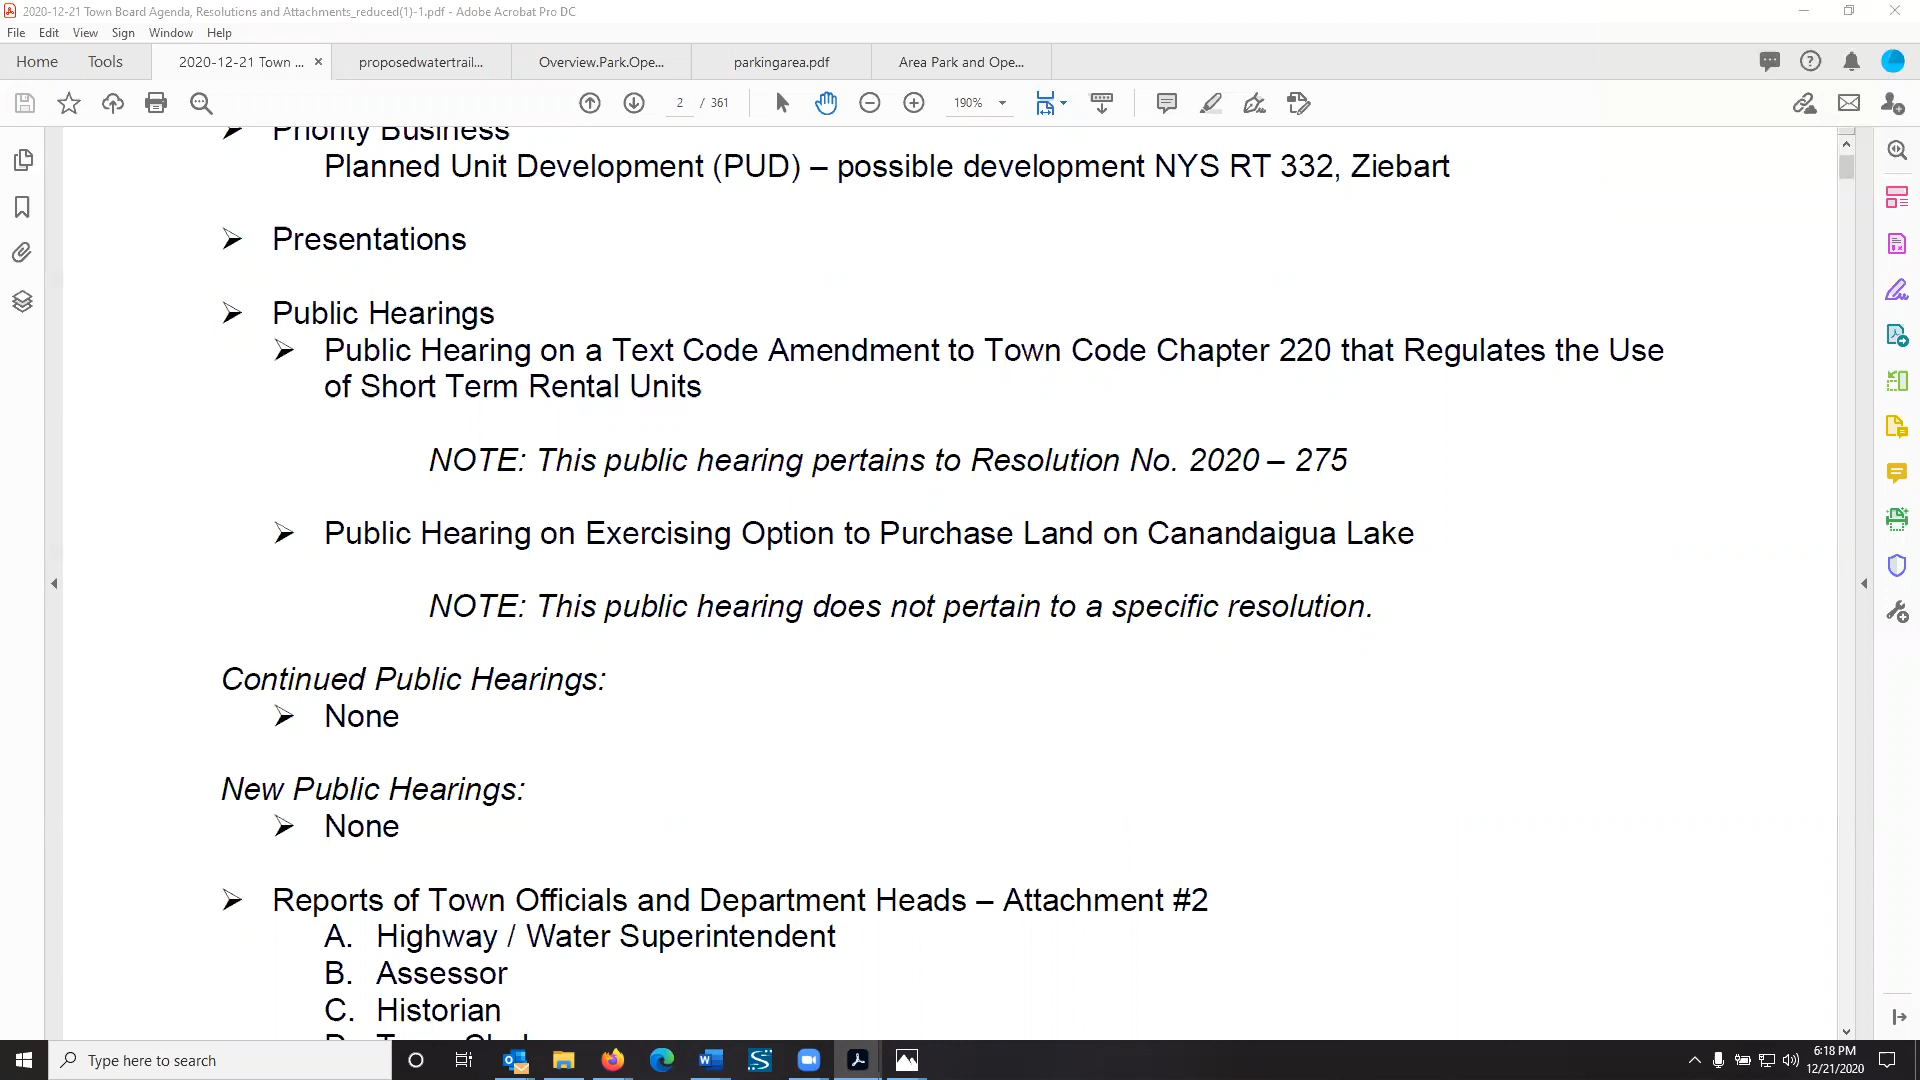 2020-12-21 Town Board Agenda, Resolutions and Attachments_reduced(1)-1.pdf - Adobe Acrobat Pro DC
File Edit View Sign Window Help
Home Tools 2020-12-21 Town ... × proposedwatertrail... Overview.Park.Ope... parkingarea.pdf Area Park and Ope...
2 / 361 190%
Priority Business
Planned Unit Development (PUD) – possible development NYS RT 332, Ziebart
Presentations
Public Hearings
Public Hearing on a Text Code Amendment to Town Code Chapter 220 that Regulates the Use
of Short Term Rental Units
NOTE: This public hearing pertains to Resolution No. 2020 – 275
Public Hearing on Exercising Option to Purchase Land on Canandaigua Lake
NOTE: This public hearing does not pertain to a specific resolution.
Continued Public Hearings:
None
New Public Hearings:
None
Reports of Town Officials and Department Heads – Attachment #2
A. Highway / Water Superintendent
B. Assessor
C. Historian
Type here to search
6:18 PM
12/21/2020